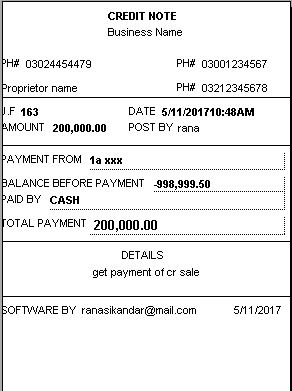 CREDIT NOTE
Business Name
PH# 03024454479 PH# 03001234567
Proprietor name PH# 03212345678
J.F 163 DATE 5/11/201710:48AM
AMOUNT 200,000.00 POST BY rana
PAYMENT FROM 1a xxx
BALANCE BEFORE PAYMENT -998,999.50
PAID BY CASH
TOTAL PAYMENT 200,000.00
DETAILS
get payment of cr sale
SOFTWARE BY ranasikandar@mail.com 5/11/2017